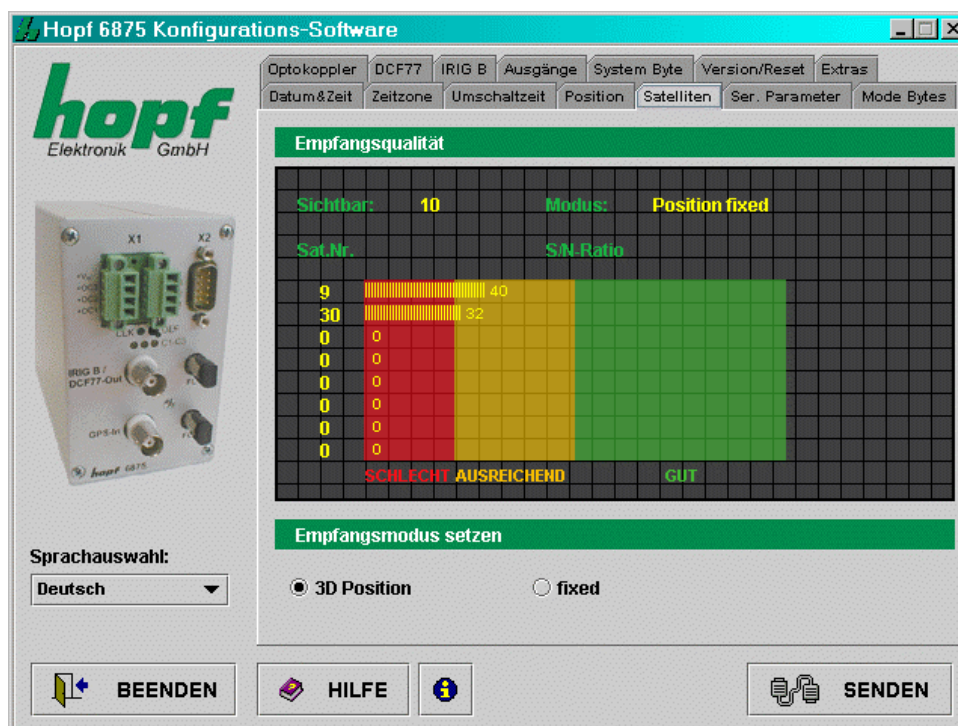 Hopf 6875 Konfigurations-Software
Optokoppler DCF77 IRIG B Ausgänge System Byte Version/Reset Extras
Datum&Zeit Zeitzone Umschaltzeit Position Satelliten Ser. Parameter Mode Bytes
hopf
Elektronik GmbH
Empfangsqualität
Sichtbar: 10 Modus: Position fixed
Sat.Nr. S/N-Ratio
9 40
30 32
0 0
0 0
0 0
0 0
0 0
0 0
SCHLECHT AUSREICHEND GUT
X1 X2
CLK
C1-C3
IRIG B /
DCF77-Out
GPS-In
hopf 6875
Empfangsmodus setzen
3D Position fixed
Sprachauswahl:
Deutsch
BEENDEN HILFE SENDEN